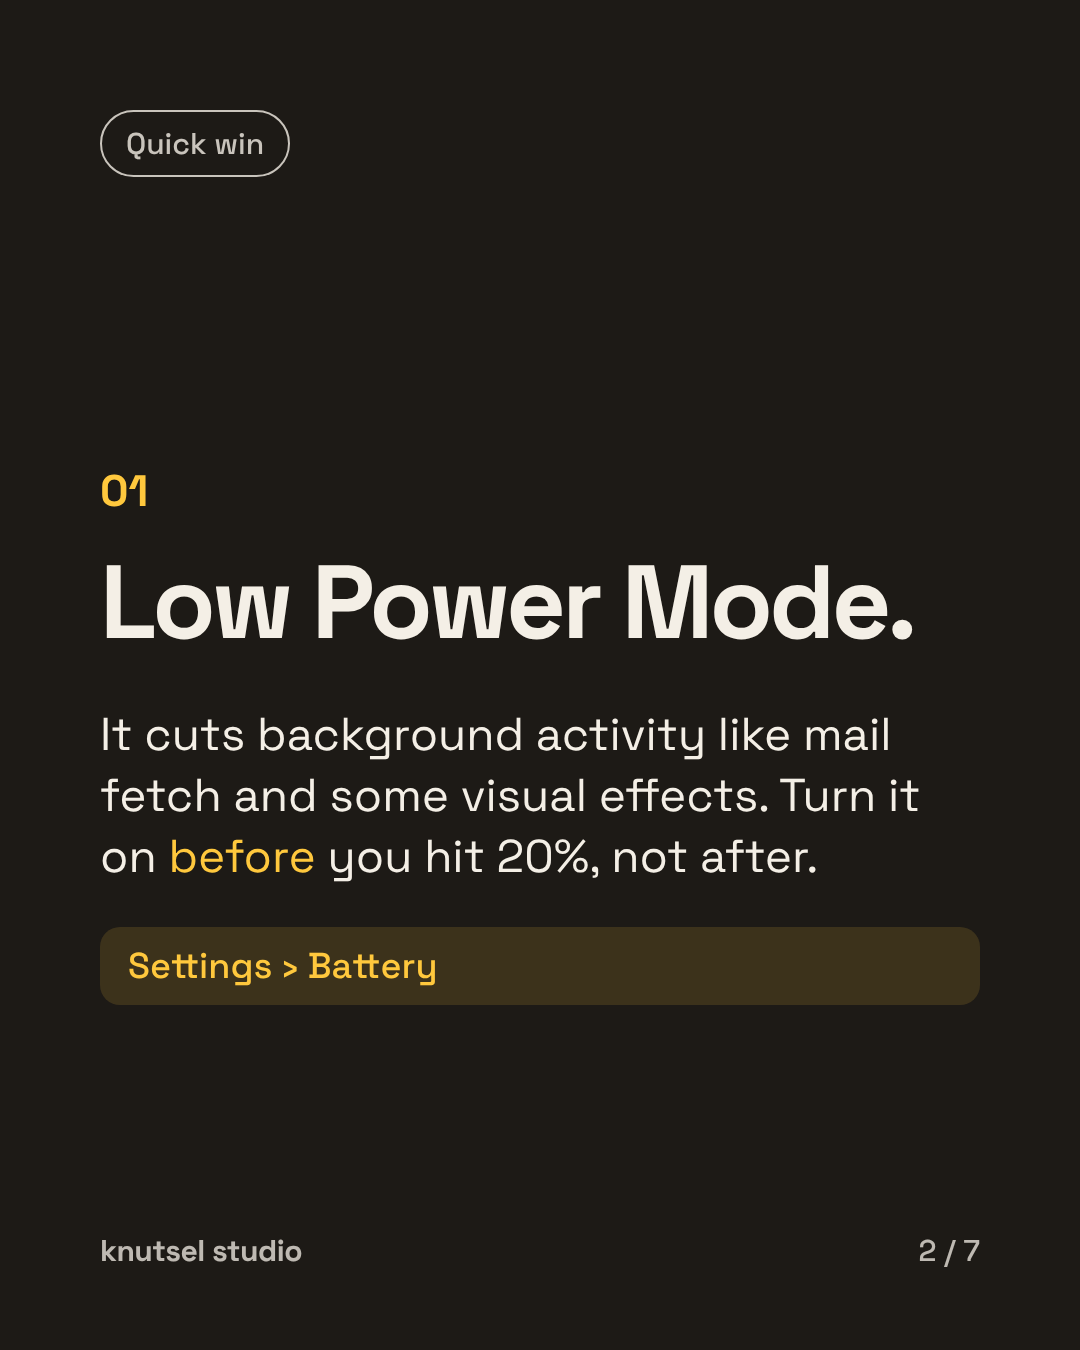 Quick win
01
Low Power Mode.
It cuts background activity like mail
fetch and some visual effects. Turn it
on before you hit 20%, not after.
Settings > Battery
knutsel studio
2 / 7